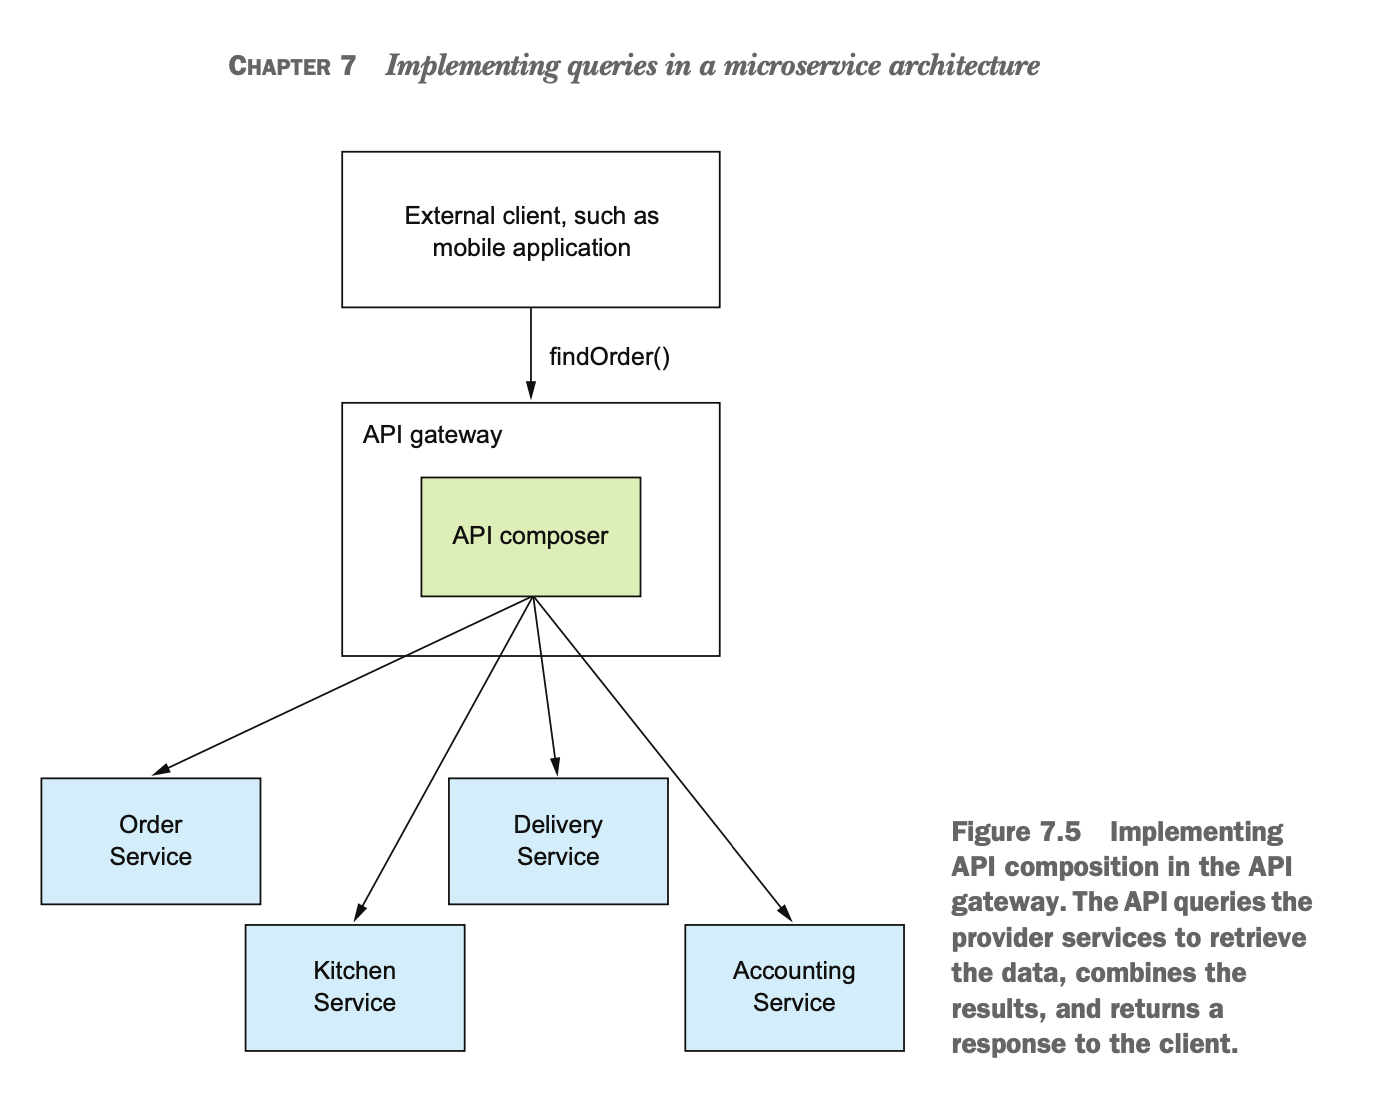 CHAPTER 7 Implementing queries in a microservice architecture
External client, such as
mobile application
findOrder()
API gateway
API composer
Order
Service
Delivery
Service
Kitchen
Service
Accounting
Service
Figure 7.5 Implementing
API composition in the API
gateway. The API queries the
provider services to retrieve
the data, combines the
results, and returns a
response to the client.